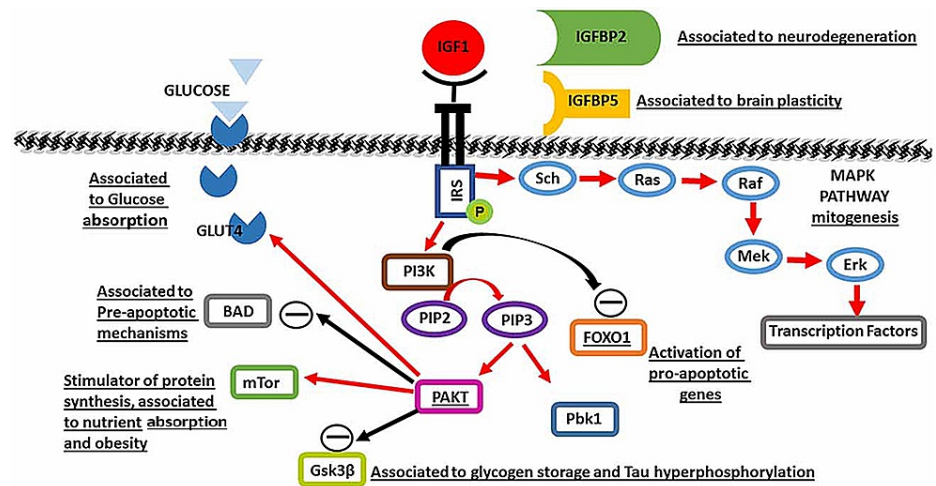 IGF1
IGFBP2
Associated to neurodegeneration
GLUCOSE
IGFBP5
Associated to brain plasticity
Associated
to Glucose
absorption
IRS
P
Sch
Ras
Raf
MAPK
PATHWAY
mitogenesis
GLUT4
Mek
Erk
PI3K
Associated to
Pre-apoptotic
mechanisms
BAD
PIP2
PIP3
FOXO1
Transcription Factors
Activation of
pro-apoptotic
genes
Stimulator of protein
synthesis, associated
to nutrient absorption
and obesity
mTor
PAKT
Pbk1
Gsk3β
Associated to glycogen storage and Tau hyperphosphorylation